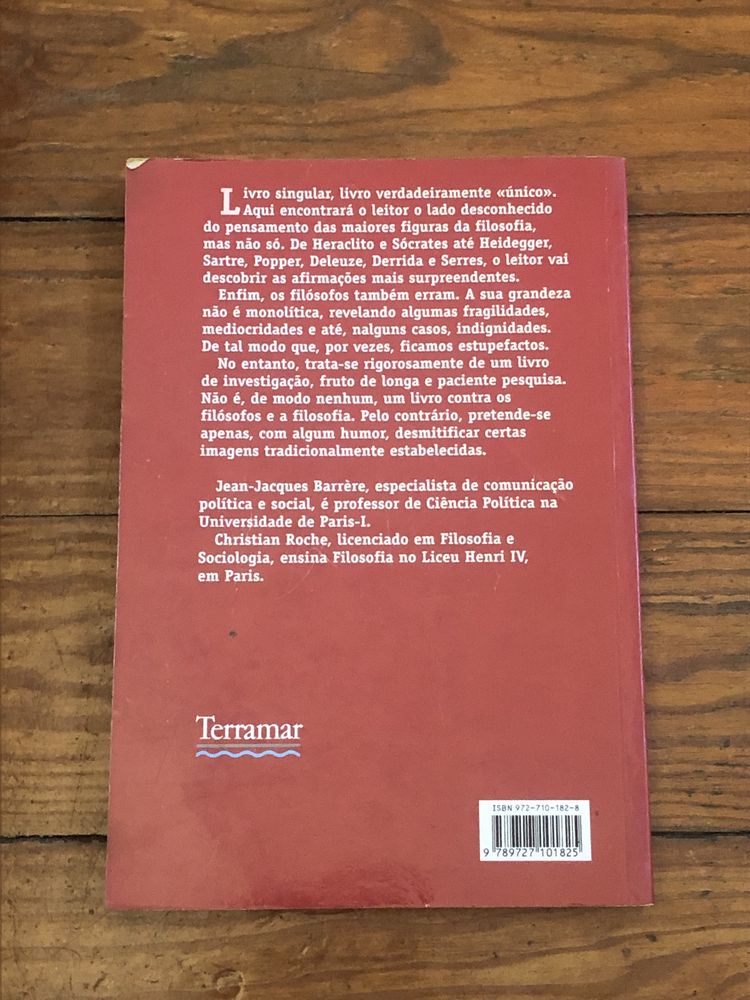 Livro singular, livro verdadeiramente «único».
Aqui encontrará o leitor o lado desconhecido
do pensamento das maiores figuras da filosofia,
mas não só. De Heraclito e Sócrates até Heidegger,
Sartre, Popper, Deleuze, Derrida e Serres, o leitor vai
descobrir as afirmações mais surpreendentes.
Enfim, os filósofos também erram. A sua grandeza
não é monolítica, revelando algumas fragilidades,
mediocridades e até, nalguns casos, indignidades.
De tal modo que, por vezes, ficamos estupefactos.
No entanto, trata-se rigorosamente de um livro
de investigação, fruto de longa e paciente pesquisa.
Não é, de modo nenhum, um livro contra os
filósofos e a filosofia. Pelo contrário, pretende-se
apenas, com algum humor, desmitificar certas
imagens tradicionalmente estabelecidas.
Jean-Jacques Barrère, especialista de comunicação
política e social, é professor de Ciência Política na
Universidade de Paris-I.
Christian Roche, licenciado em Filosofia e
Sociologia, ensina Filosofia no Liceu Henri IV,
em Paris.
Terramar
ISBN 972-710-182-8
9 789727 101825